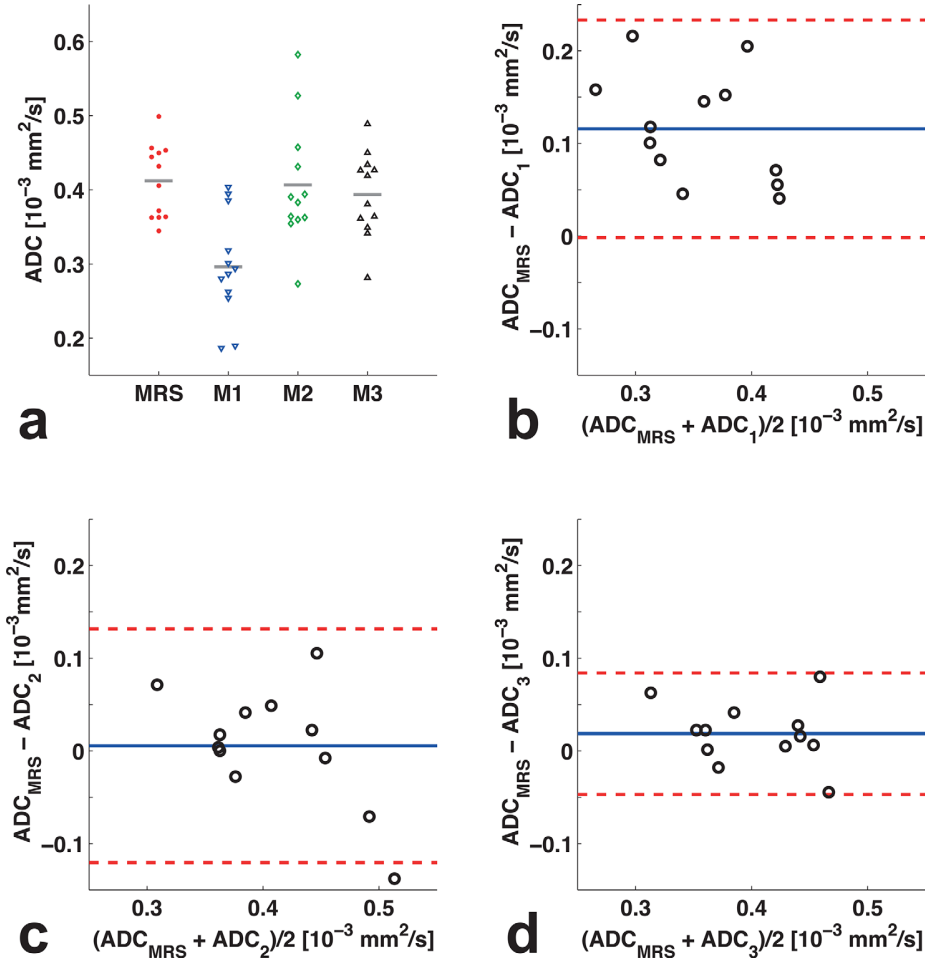 ADC [10⁻³ mm²/s]
0.6
0.5
0.4
0.3
0.2
MRS M1 M2 M3
a
ADC_MRS − ADC_1 [10⁻³ mm²/s]
0.2
0.1
0
−0.1
0.3 0.4 0.5
(ADC_MRS + ADC_1)/2 [10⁻³ mm²/s]
b
ADC_MRS − ADC_2 [10⁻³mm²/s]
0.2
0.1
0
−0.1
0.3 0.4 0.5
(ADC_MRS + ADC_2)/2 [10⁻³ mm²/s]
c
ADC_MRS − ADC_3 [10⁻³ mm²/s]
0.2
0.1
0
−0.1
0.3 0.4 0.5
(ADC_MRS + ADC_3)/2 [10⁻³ mm²/s]
d